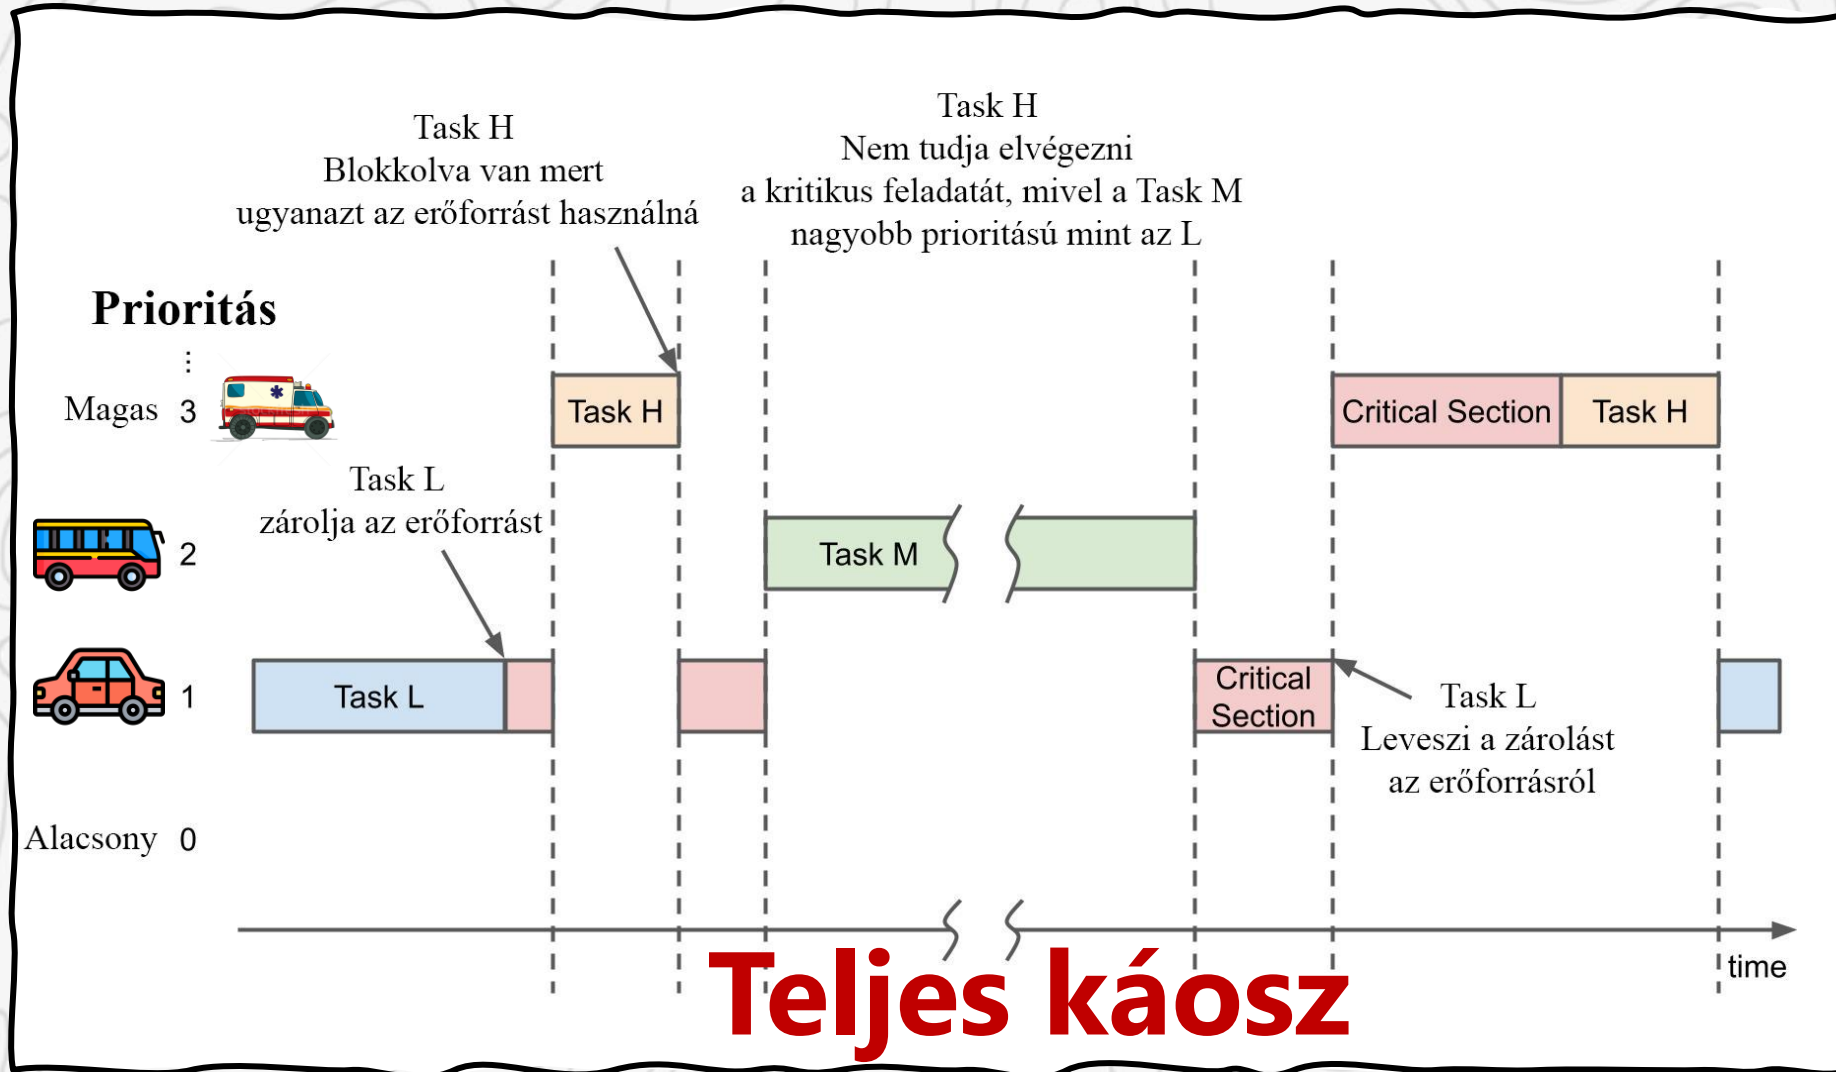 Task H
Blokkolva van mert
ugyanazt az erőforrást használná
Task H
Nem tudja elvégezni
a kritikus feladatát, mivel a Task M
nagyobb prioritású mint az L
Prioritás
Magas 3
Task H
Critical Section
Task H
Task L
zárolja az erőforrást
2
Task M
1
Task L
Critical
Section
Task L
Leveszi a zárolást
az erőforrásról
Alacsony 0
time
Teljes káosz